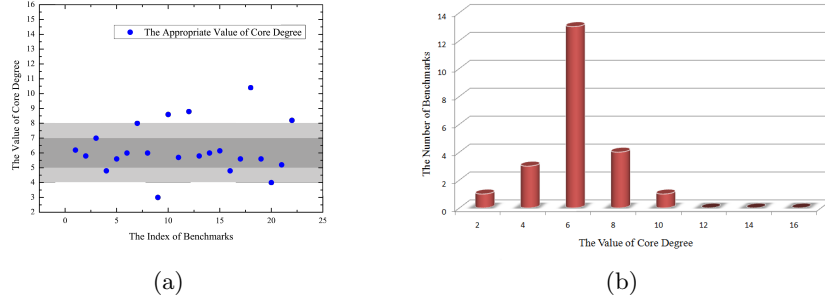 16
15
14
13
12
11
10
9
8
7
6
5
4
3
2
The Value of Core Degree
The Appropriate Value of Core Degree
0 5 10 15 20 25
The Index of Benchmarks
(a)
14
12
10
8
6
4
2
0
The Number of Benchmarks
2 4 6 8 10 12 14 16
The Value of Core Degree
(b)